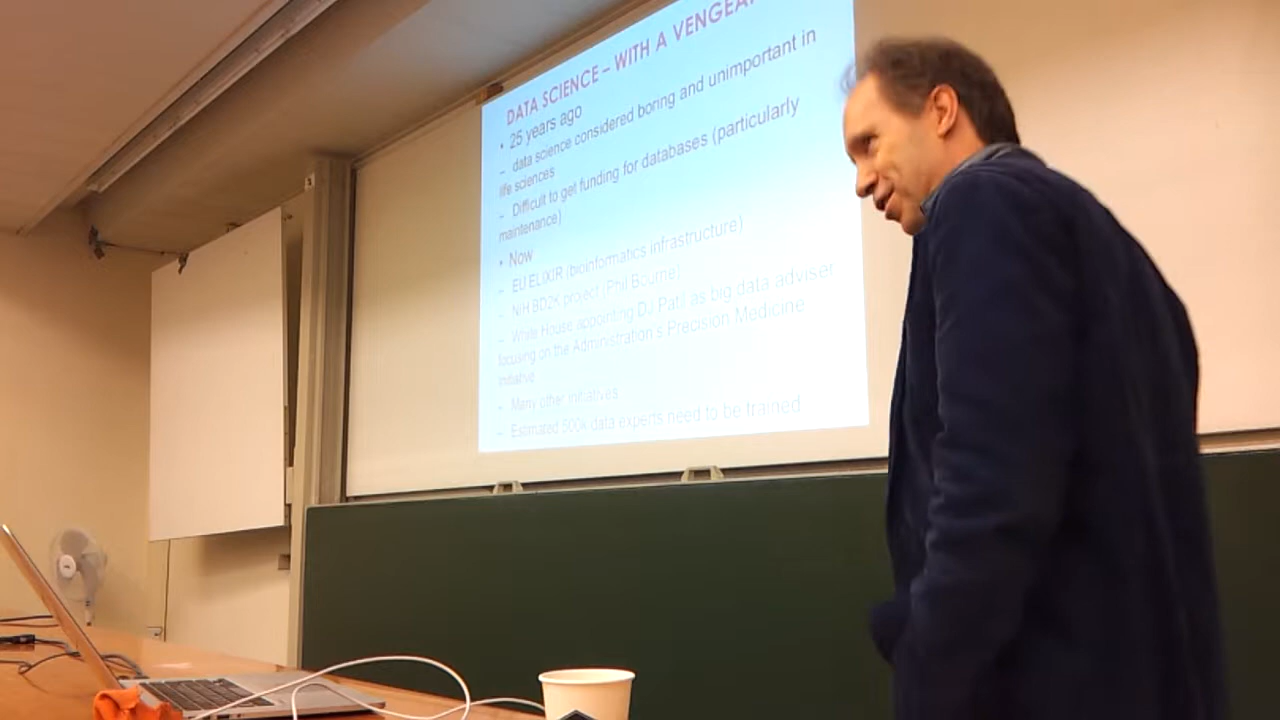 DATA SCIENCE – WITH A VENGEA
• 25 years ago
– data science considered boring and unimportant in
life sciences
– Difficult to get funding for databases (particularly
maintenance)
• Now
– EU ELIXIR (bioinformatics infrastructure)
– NIH BD2K project (Phil Bourne)
– White House appointing DJ Patil as big data adviser
focusing on the Administration's Precision Medicine
Initiative
– Many other initiatives
– Estimated 500k data experts need to be trained